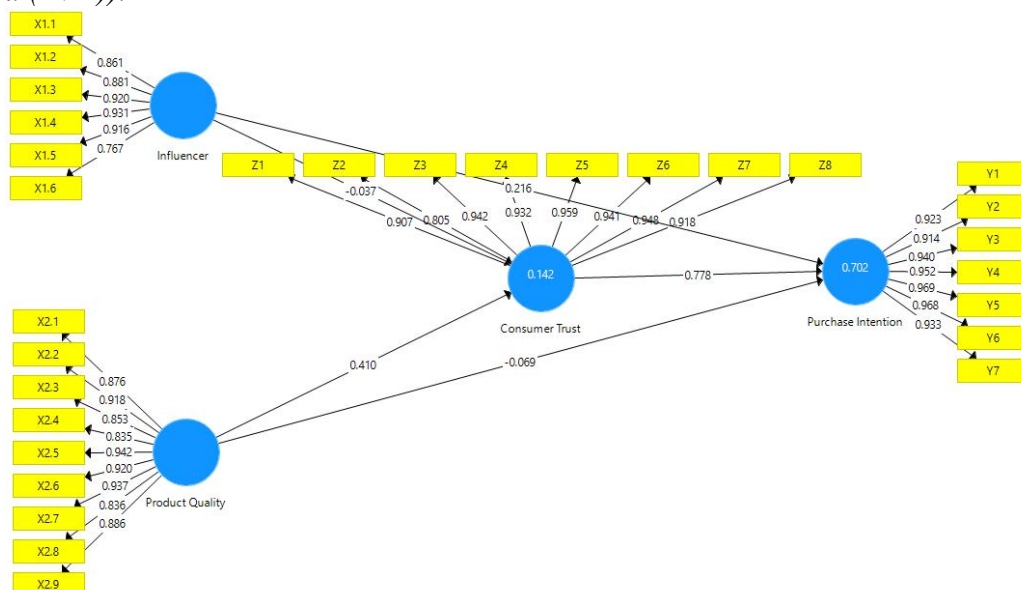 X1.1
X1.2
X1.3
X1.4
X1.5
X1.6
0.861
0.881
0.920
0.931
0.916
0.767
Influencer
Z1
Z2
Z3
Z4
Z5
Z6
Z7
Z8
-0.037
0.216
0.907
0.805
0.942
0.932
0.959
0.941
0.948
0.918
0.142
Consumer Trust
0.778
0.702
Purchase Intention
Y1
Y2
Y3
Y4
Y5
Y6
Y7
0.923
0.914
0.940
0.952
0.969
0.968
0.933
0.410
-0.069
X2.1
X2.2
X2.3
X2.4
X2.5
X2.6
X2.7
X2.8
X2.9
0.876
0.918
0.853
0.835
0.942
0.920
0.937
0.836
0.886
Product Quality